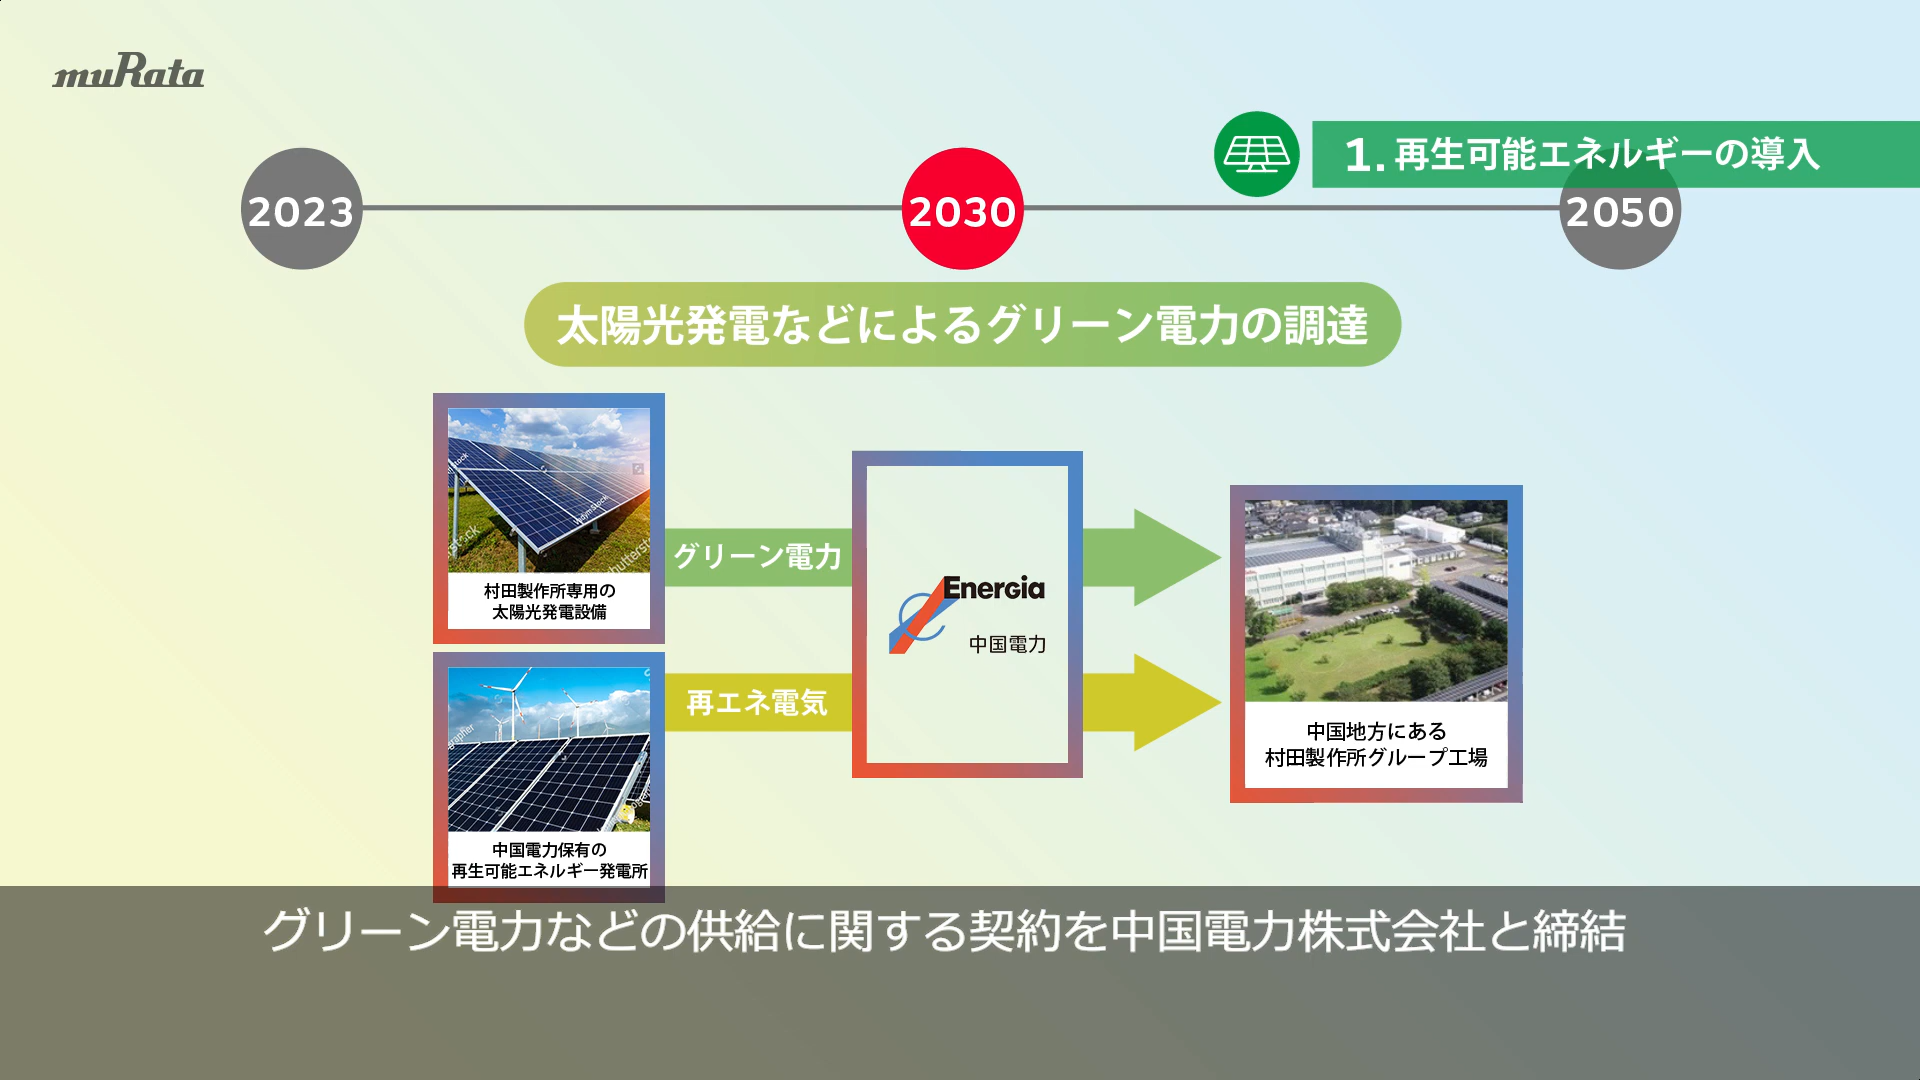 muRata
1. 再生可能エネルギーの導入
2023
2030
2050
太陽光発電などによるグリーン電力の調達
村田製作所専用の
太陽光発電設備
グリーン電力
Energia
中国電力
再エネ電気
中国電力保有の
再生可能エネルギー発電所
中国地方にある
村田製作所グループ工場
グリーン電力などの供給に関する契約を中国電力株式会社と締結